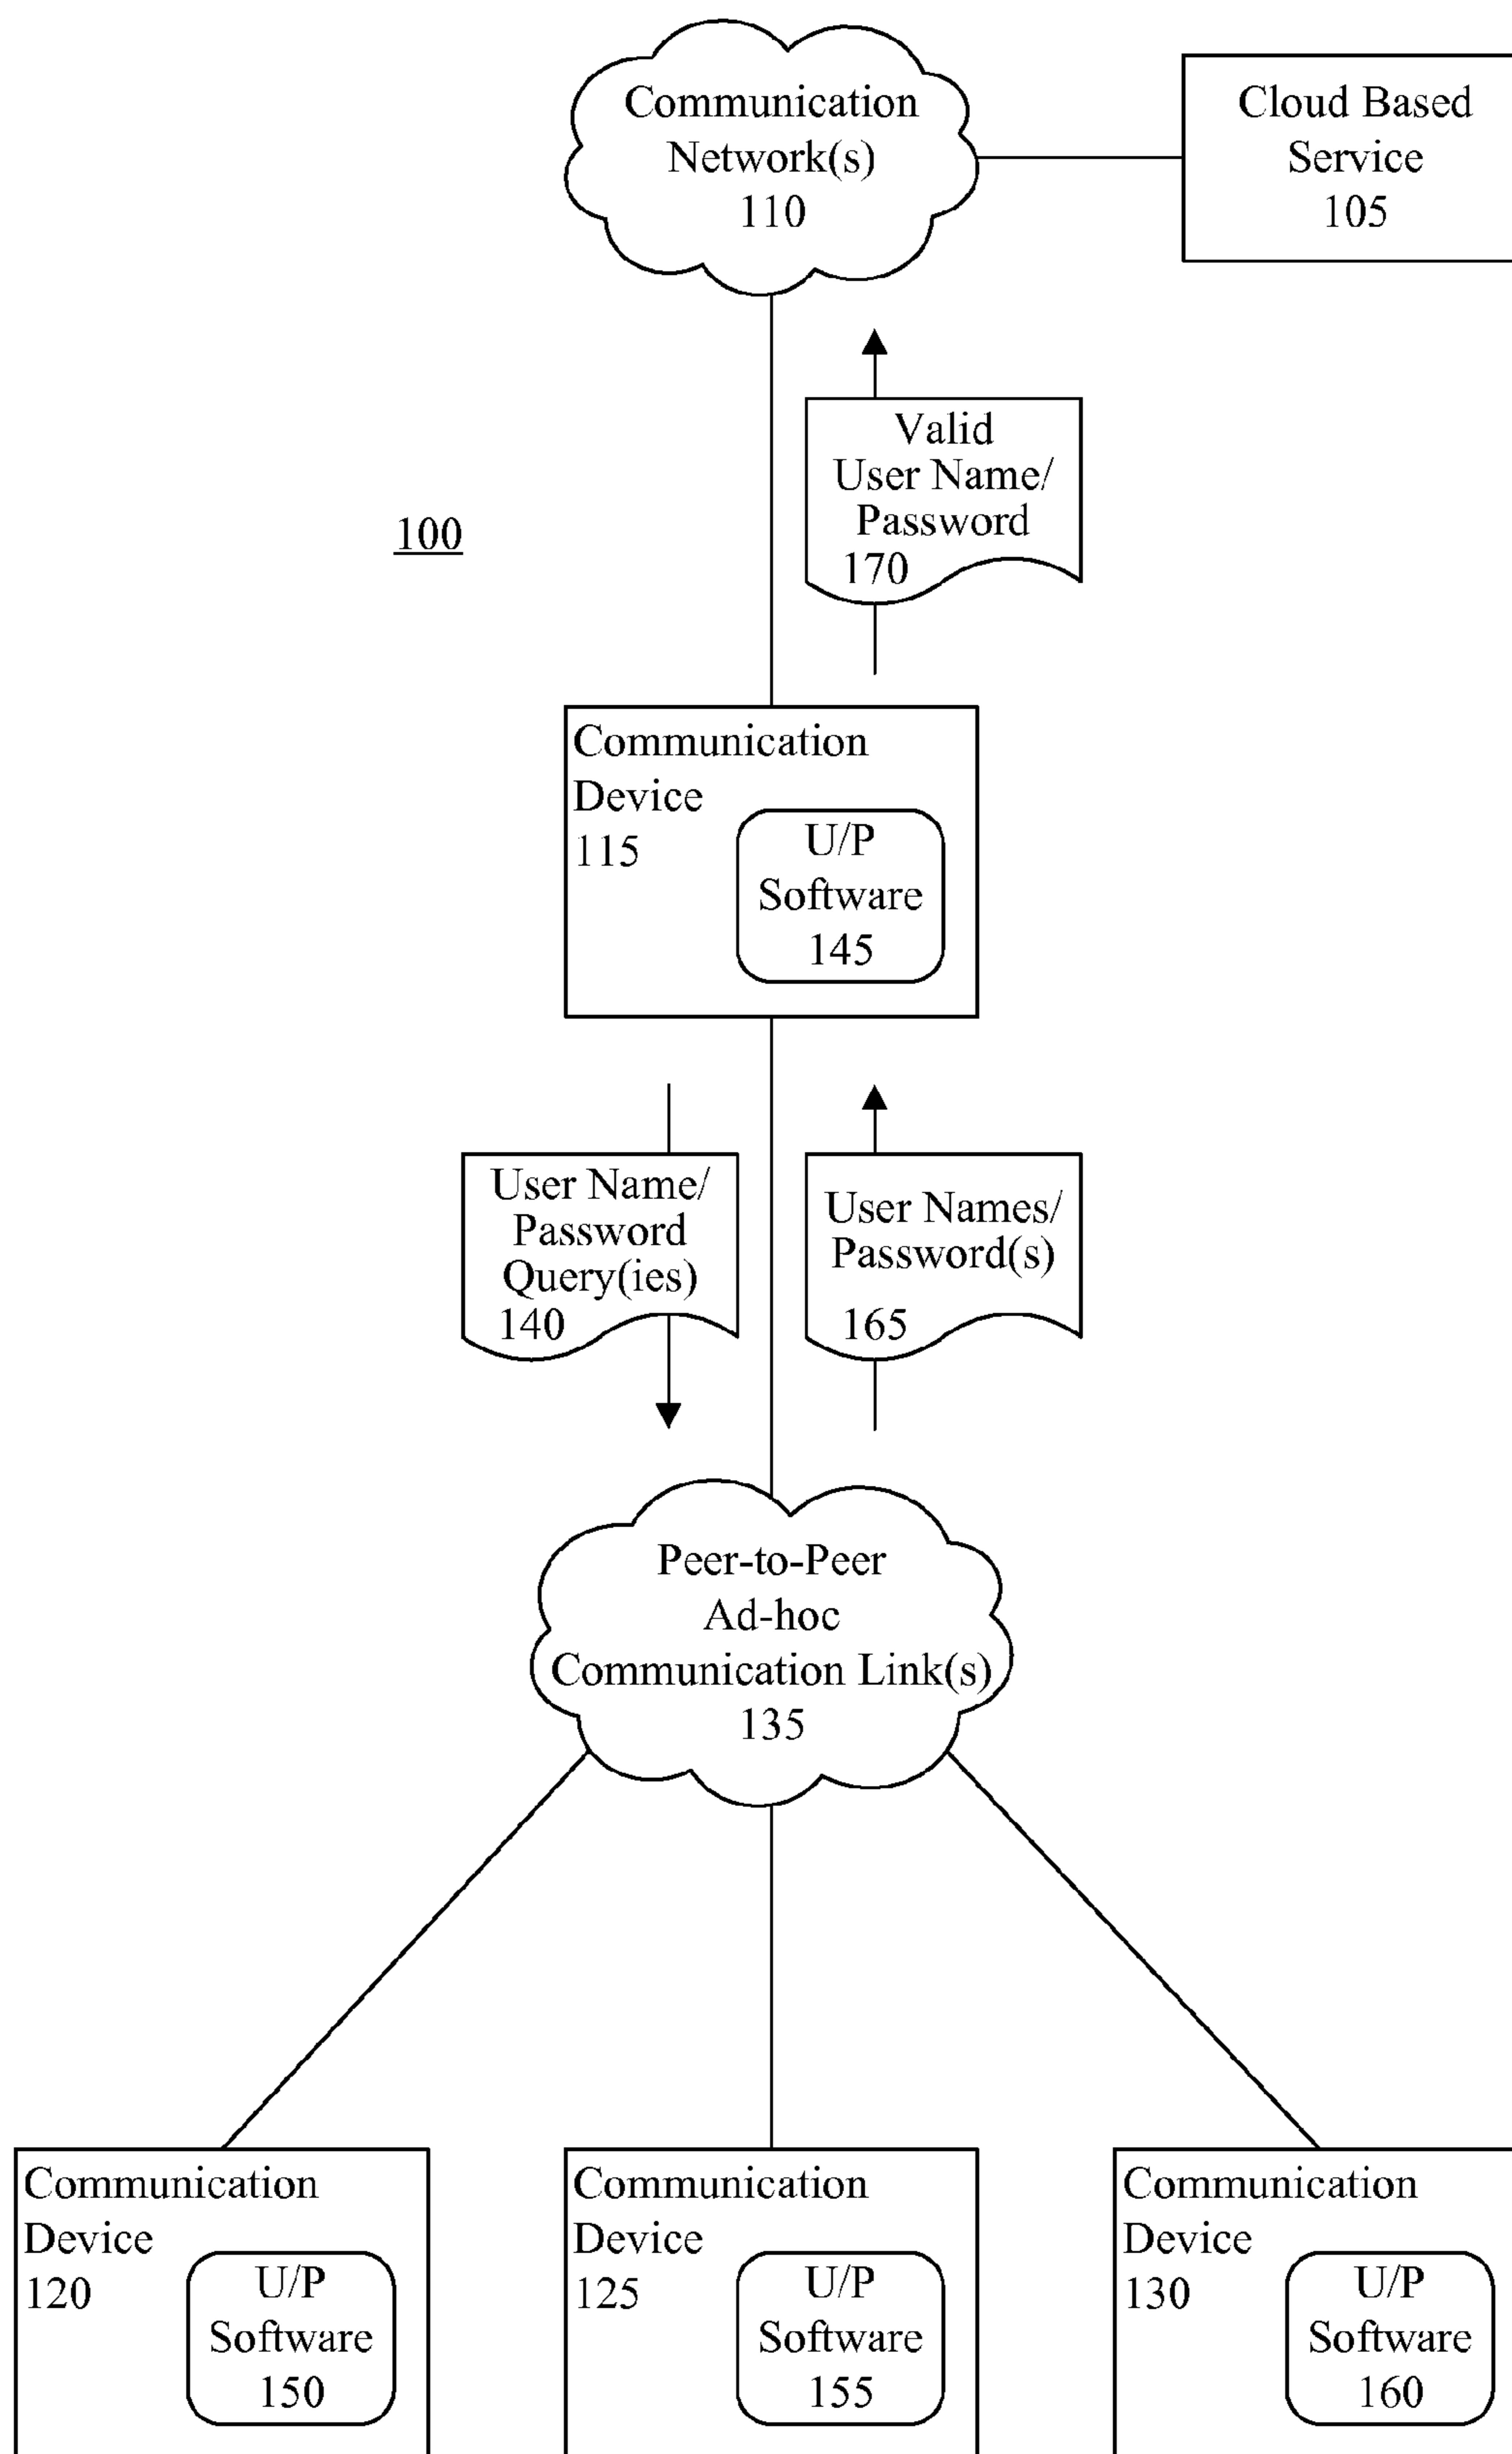 Communication
Network(s)
110
Cloud Based
Service
105
Valid
User Name/
Password
170
100
Communication
Device
115
U/P
Software
145
User Name/
Password
Query(ies)
140
User Names/
Password(s)
165
Peer-to-Peer
Ad-hoc
Communication Link(s)
135
Communication
Device
120
U/P
Software
150
Communication
Device
125
U/P
Software
155
Communication
Device
130
U/P
Software
160